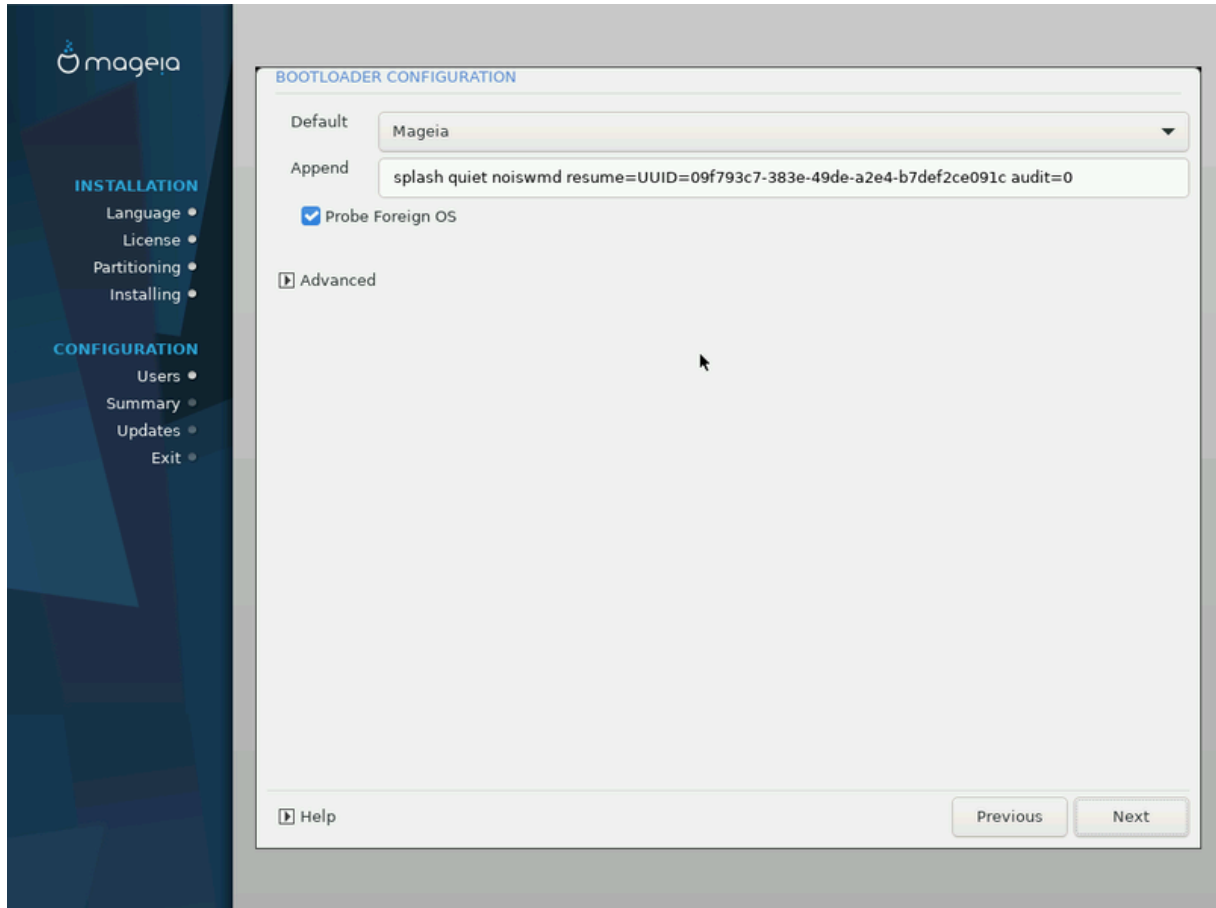 mageia
INSTALLATION
Language
License
Partitioning
Installing
CONFIGURATION
Users
Summary
Updates
Exit
BOOTLOADER CONFIGURATION
Default
Mageia
Append
splash quiet noiswmd resume=UUID=09f793c7-383e-49de-a2e4-b7def2ce091c audit=0
Probe Foreign OS
Advanced
Help
Previous
Next